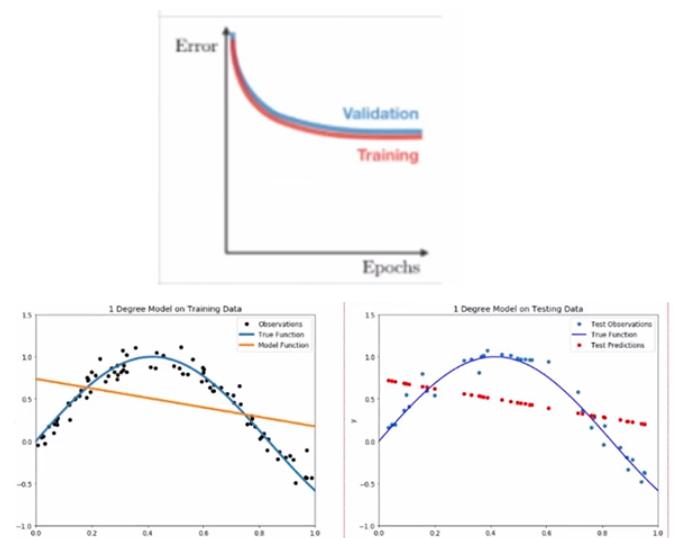 Error
Validation
Training
Epochs
1 Degree Model on Training Data
1.5
1.0
0.5
0.0
−0.5
−1.0
0.0
0.2
0.4
0.6
0.8
1.0
Observations
True Function
Model Function
1 Degree Model on Testing Data
1.5
1.0
0.5
0.0
−0.5
−1.0
y
0.0
0.2
0.4
0.6
0.8
1.0
Test Observations
True Function
Test Predictions